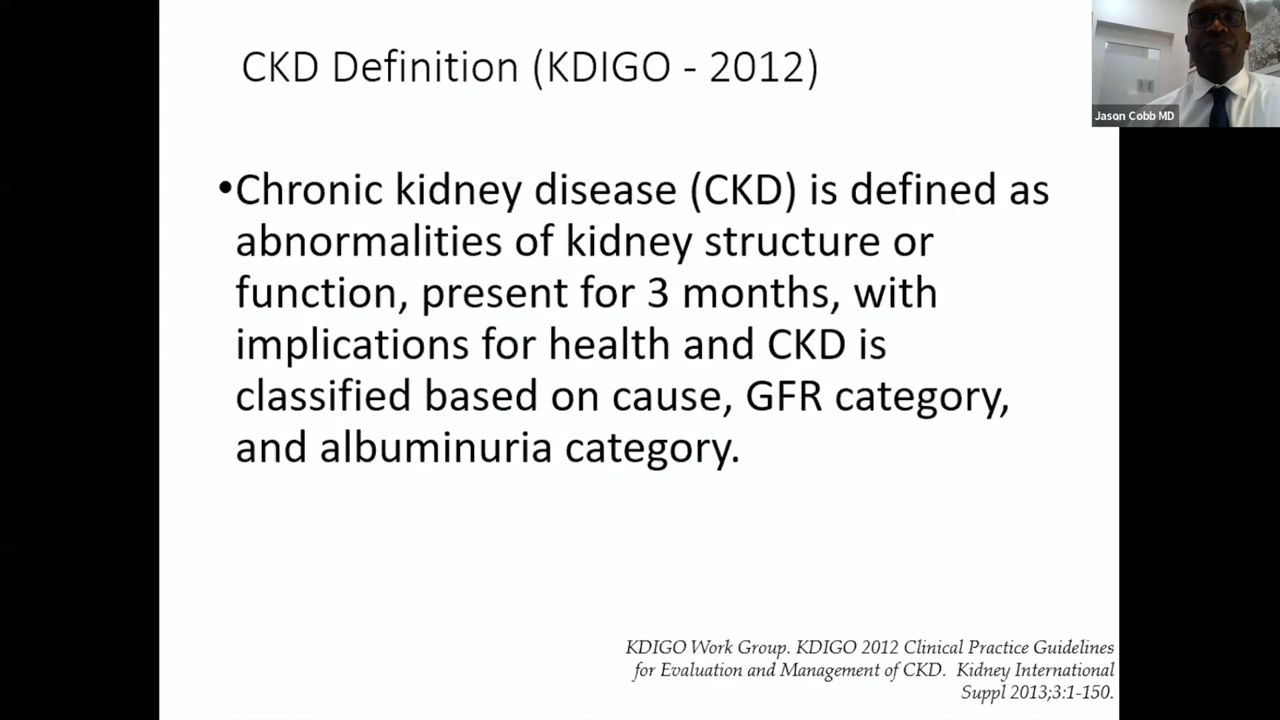 CKD Definition (KDIGO - 2012)
Jason Cobb MD
•Chronic kidney disease (CKD) is defined as
abnormalities of kidney structure or
function, present for 3 months, with
implications for health and CKD is
classified based on cause, GFR category,
and albuminuria category.
KDIGO Work Group. KDIGO 2012 Clinical Practice Guidelines
for Evaluation and Management of CKD. Kidney International
Suppl 2013;3:1-150.